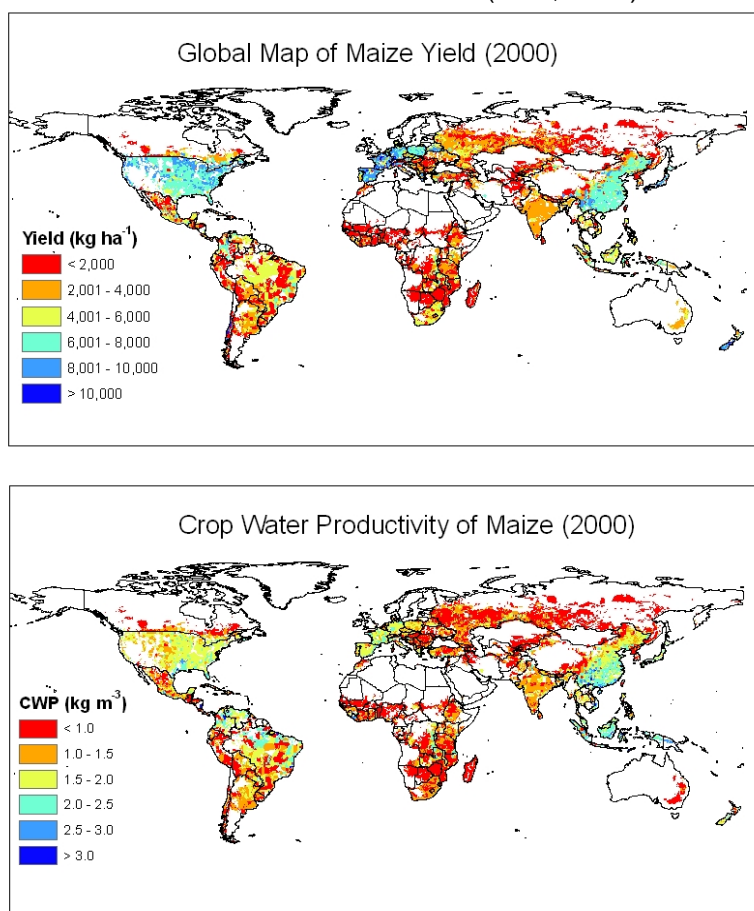 Global Map of Maize Yield (2000)
Yield (kg ha⁻¹)
< 2,000
2,001 - 4,000
4,001 - 6,000
6,001 - 8,000
8,001 - 10,000
> 10,000
Crop Water Productivity of Maize (2000)
CWP (kg m⁻³)
< 1.0
1.0 - 1.5
1.5 - 2.0
2.0 - 2.5
2.5 - 3.0
> 3.0